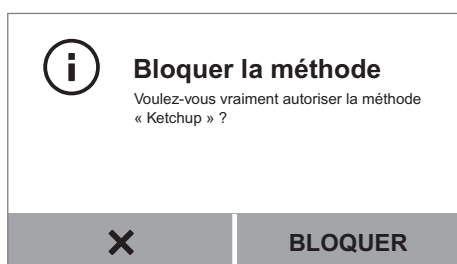 Bloquer la méthode
Voulez-vous vraiment autoriser la méthode
« Ketchup » ?
BLOQUER